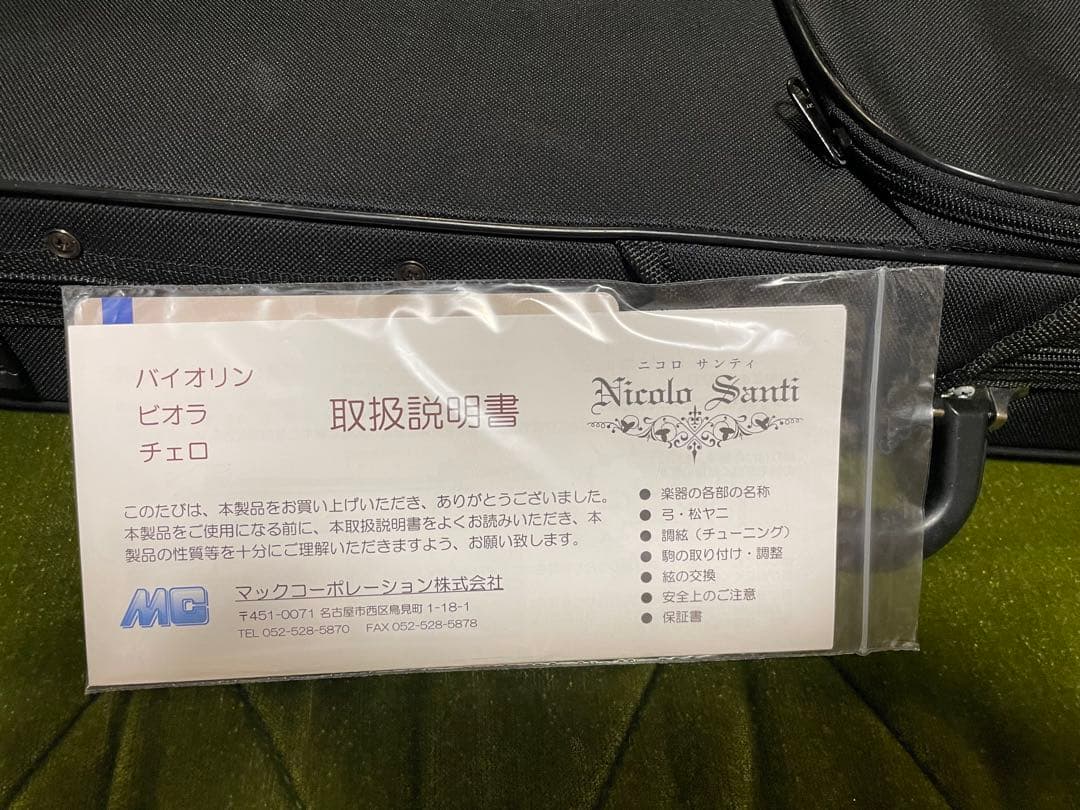 バイオリン
ビオラ
チェロ
取扱説明書
ニコロ サンティ
Nicolo Santi
このたびは、本製品をお買い上げいただき、ありがとうございました。
本製品をご使用になる前に、本取扱説明書をよくお読みいただき、本
製品の性質等を十分にご理解いただきますよう、お願い致します。
MC
マックコーポレーション株式会社
〒451-0071 名古屋市西区鳥見町 1-18-1
TEL 052-528-5870 FAX 052-528-5878
● 楽器の各部の名称
● 弓・松ヤニ
● 調絃（チューニング）
● 駒の取り付け・調整
● 絃の交換
● 安全上のご注意
● 保証書